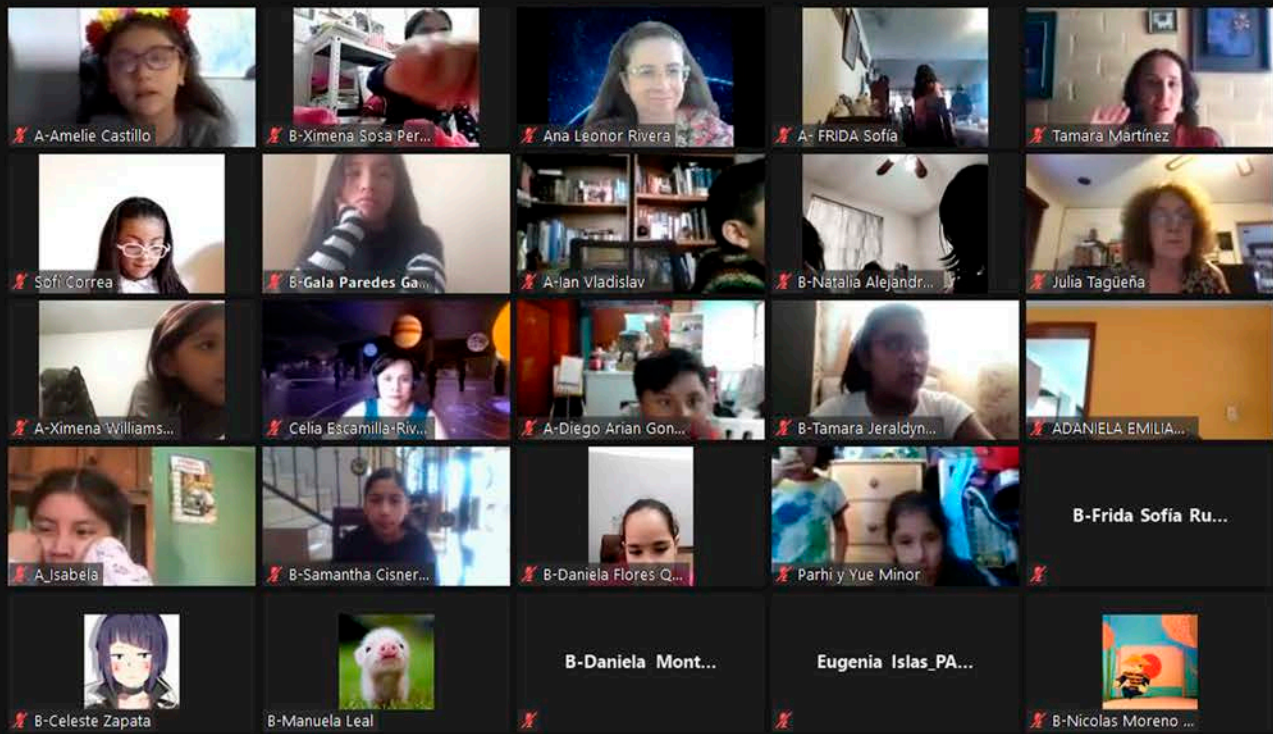 A-Amelie Castillo
B-Ximena Sosa Per...
Ana Leonor Rivera
A- FRIDA Sofía
Tamara Martínez
Sofi Correa
B-Gala Paredes Ga...
A-Ian Vladislav
B-Natalia Alejandr...
Julia Tagüeña
A-Ximena Williams...
Celia Escamilla-Riv...
A-Diego Arian Gon...
B-Tamara Jeraldyn...
ADANIELA EMILIA...
A_Isabela
B-Samantha Cisner...
B-Daniela Flores Q...
Parhi y Yue Minor
B-Frida Sofía Ru...
B-Celeste Zapata
B-Manuela Leal
B-Daniela Mont...
Eugenia Islas_PA...
B-Nicolas Moreno ...